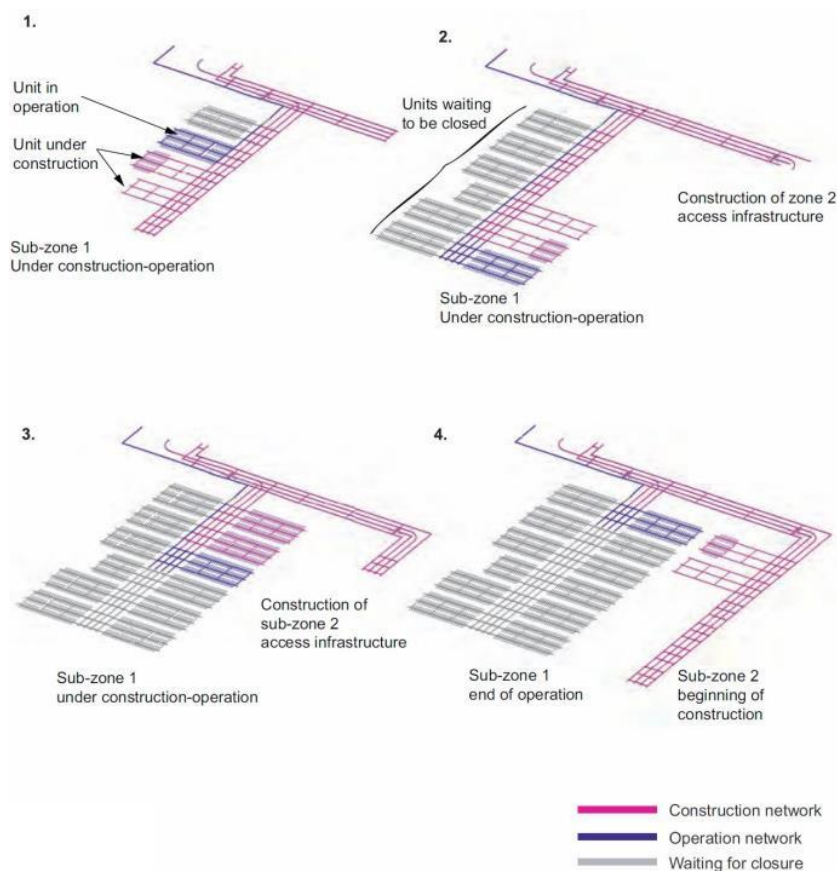 1.
Unit in
operation
Unit under
construction
Sub-zone 1
Under construction-operation
2.
Units waiting
to be closed
Construction of zone 2
access infrastructure
Sub-zone 1
Under construction-operation
3.
Construction of
sub-zone 2
access infrastructure
Sub-zone 1
under construction-operation
4.
Sub-zone 1
end of operation
Sub-zone 2
beginning of
construction
Construction network
Operation network
Waiting for closure